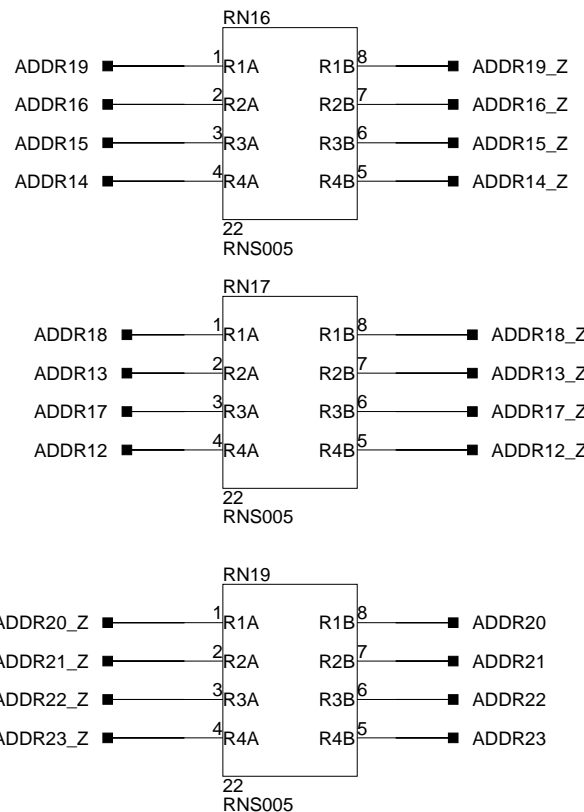 RN16
ADDR19 1 R1A R1B 8 ADDR19_Z
ADDR16 2 R2A R2B 7 ADDR16_Z
ADDR15 3 R3A R3B 6 ADDR15_Z
ADDR14 4 R4A R4B 5 ADDR14_Z
22
RNS005
RN17
ADDR18 1 R1A R1B 8 ADDR18_Z
ADDR13 2 R2A R2B 7 ADDR13_Z
ADDR17 3 R3A R3B 6 ADDR17_Z
ADDR12 4 R4A R4B 5 ADDR12_Z
22
RNS005
RN19
ADDR20_Z 1 R1A R1B 8 ADDR20
ADDR21_Z 2 R2A R2B 7 ADDR21
ADDR22_Z 3 R3A R3B 6 ADDR22
ADDR23_Z 4 R4A R4B 5 ADDR23
22
RNS005